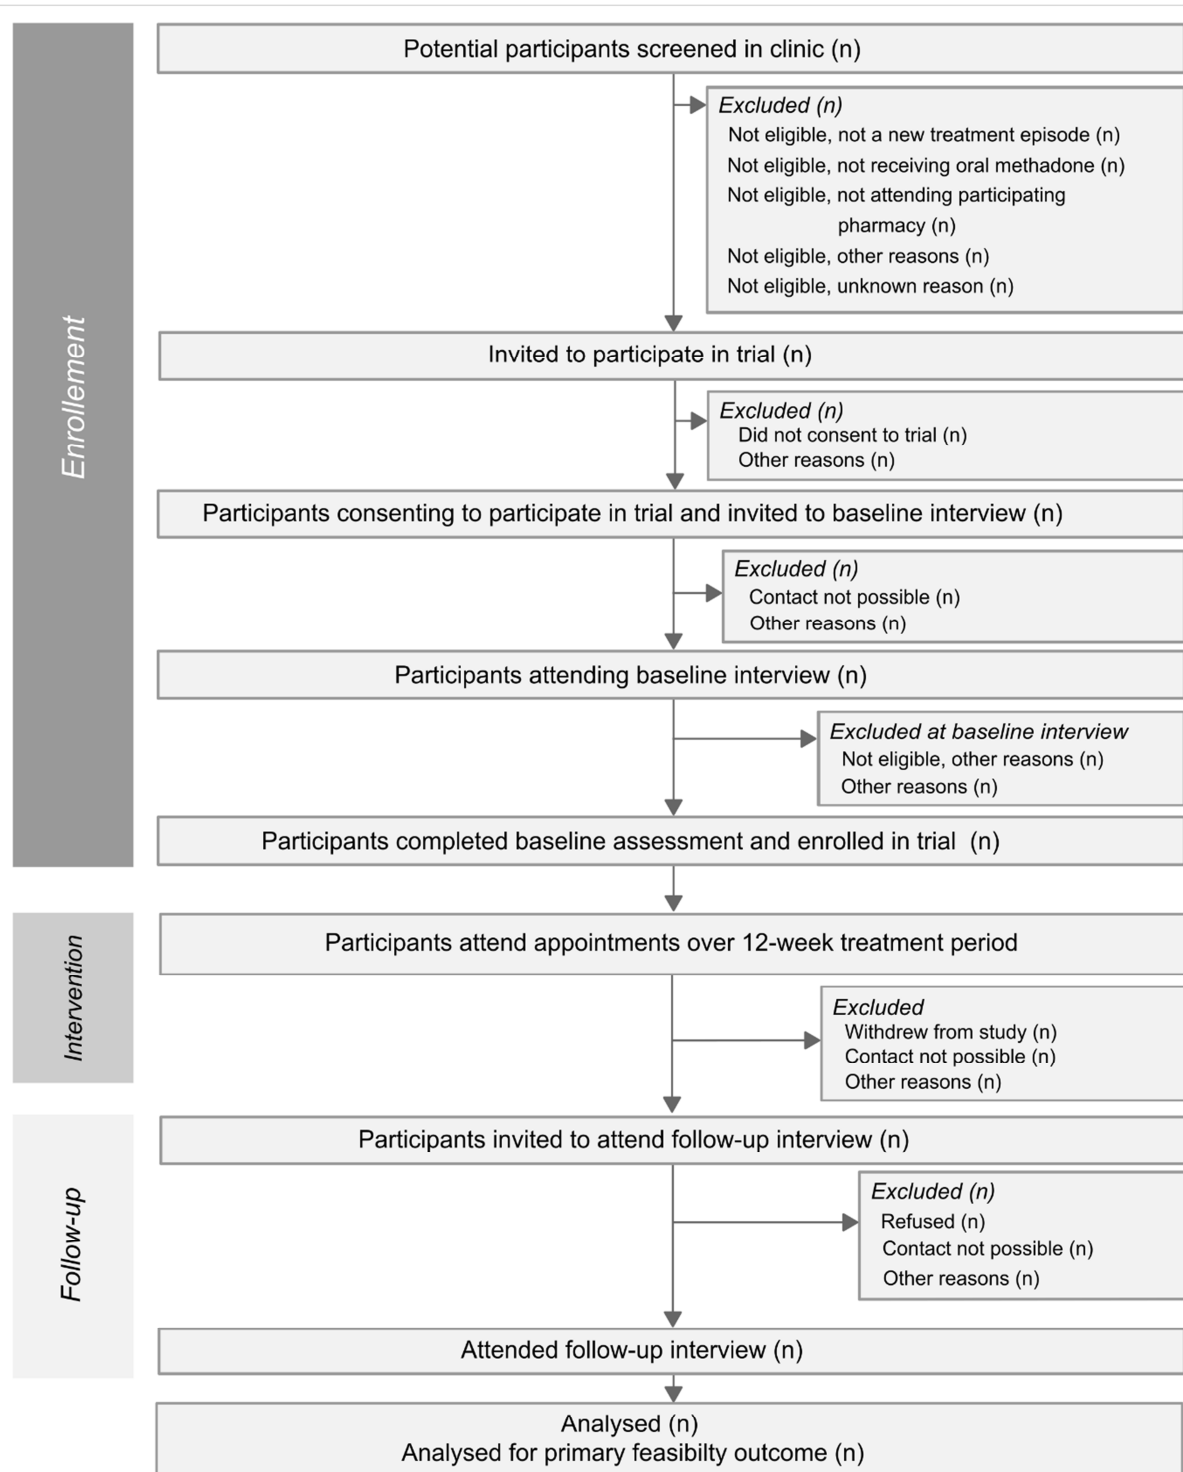 Enrollement
Potential participants screened in clinic (n)
Excluded (n)
Not eligible, not a new treatment episode (n)
Not eligible, not receiving oral methadone (n)
Not eligible, not attending participating
pharmacy (n)
Not eligible, other reasons (n)
Not eligible, unknown reason (n)
Invited to participate in trial (n)
Excluded (n)
Did not consent to trial (n)
Other reasons (n)
Participants consenting to participate in trial and invited to baseline interview (n)
Excluded (n)
Contact not possible (n)
Other reasons (n)
Participants attending baseline interview (n)
Excluded at baseline interview
Not eligible, other reasons (n)
Other reasons (n)
Participants completed baseline assessment and enrolled in trial (n)
Intervention
Participants attend appointments over 12-week treatment period
Excluded
Withdrew from study (n)
Contact not possible (n)
Other reasons (n)
Follow-up
Participants invited to attend follow-up interview (n)
Excluded (n)
Refused (n)
Contact not possible (n)
Other reasons (n)
Attended follow-up interview (n)
Analysed (n)
Analysed for primary feasibilty outcome (n)